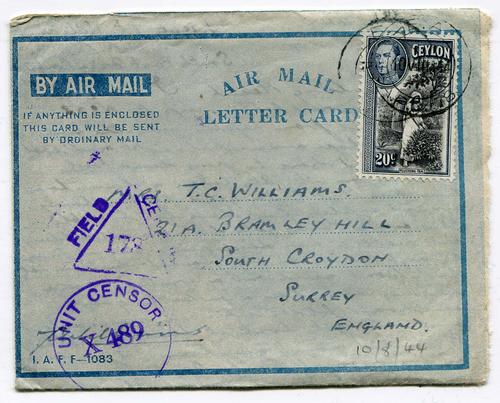 BY AIR MAIL
IF ANYTHING IS ENCLOSED
THIS CARD WILL BE SENT
BY ORDINARY MAIL
AIR MAIL
LETTER CARD
CEYLON
20c
T.C. WILLIAMS.
21A. BRAMLEY HILL
SOUTH CROYDON
SURREY
ENGLAND.
10/8/44
FIELD
UNIT CENSOR
X 489
I. A. F. F—1083